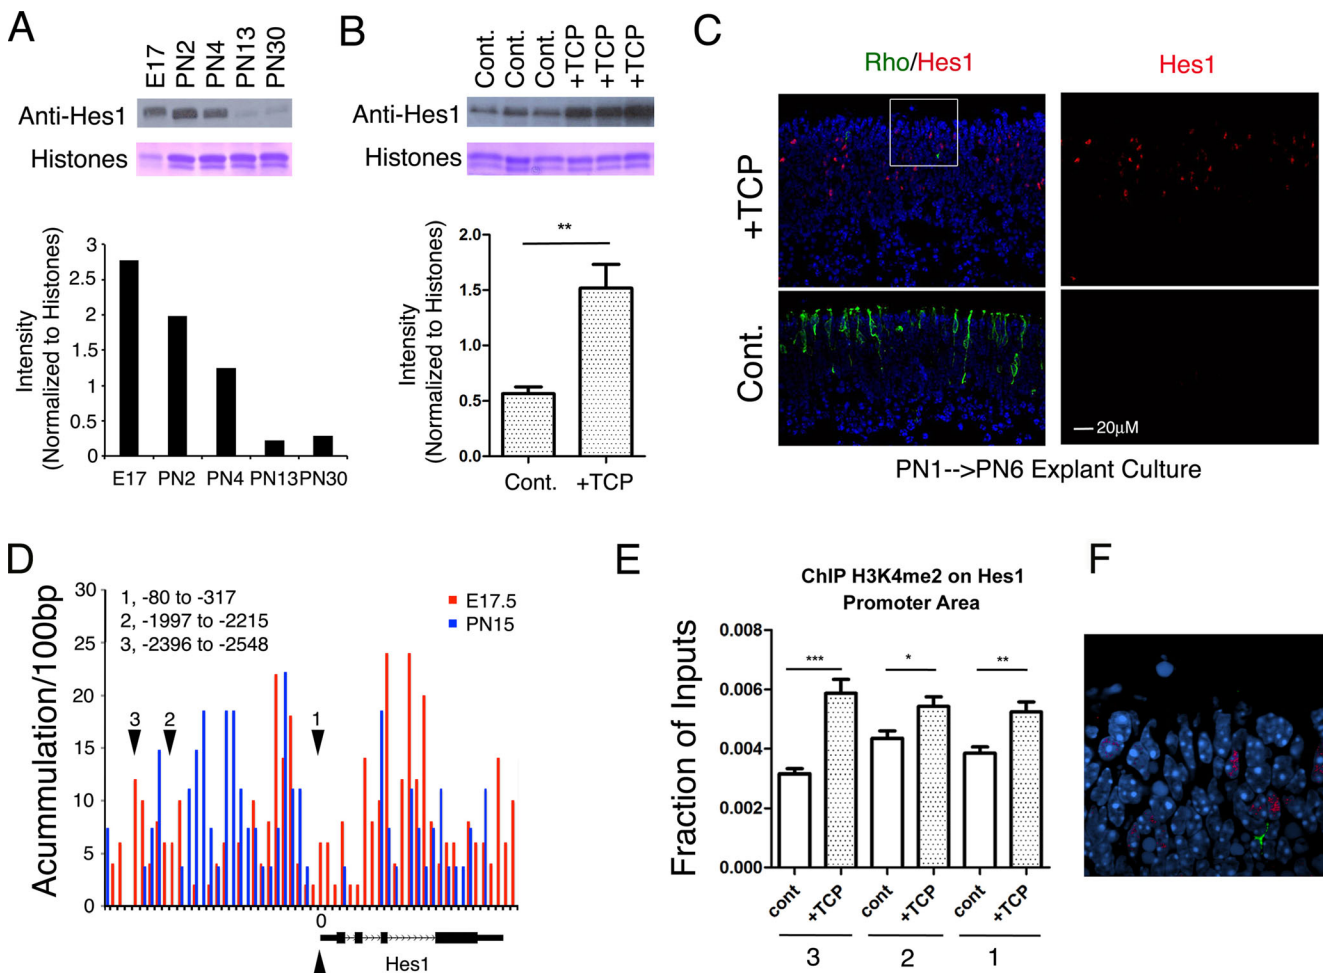 A
E17
PN2
PN4
PN13
PN30
Anti-Hes1
Histones
Intensity
(Normalized to Histones)
3
2.5
2
1.5
1
0.5
0
E17 PN2 PN4 PN13 PN30
B
Cont.
Cont.
Cont.
+TCP
+TCP
+TCP
Anti-Hes1
Histones
Intensity
(Normalized to Histones)
2.0
1.5
1.0
0.5
0.0
**
Cont. +TCP
C
Rho/Hes1
Hes1
+TCP
Cont.
20μM
PN1-->PN6 Explant Culture
D
Acummulation/100bp
30
25
20
15
10
5
0
1, -80 to -317
2, -1997 to -2215
3, -2396 to -2548
E17.5
PN15
3
2
1
0
Hes1
E
ChIP H3K4me2 on Hes1
Promoter Area
Fraction of Inputs
0.008
0.006
0.004
0.002
0.000
***
*
**
cont
+TCP
cont
+TCP
cont
+TCP
3
2
1
F